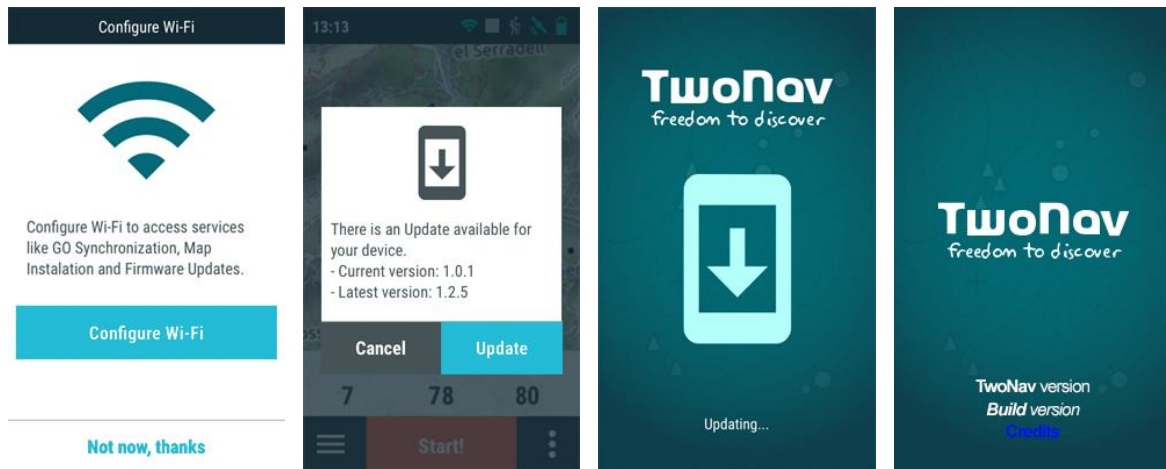 Configure Wi-Fi
Configure Wi-Fi to access services
like GO Synchronization, Map
Instalation and Firmware Updates.
Configure Wi-Fi
Not now, thanks
13:13
el Serradell
There is an Update available for
your device.
- Current version: 1.0.1
- Latest version: 1.2.5
Cancel
Update
7 78 80
Start!
TwoNav
freedom to discover
Updating...
TwoNav
freedom to discover
TwoNav version
Build version
Credits